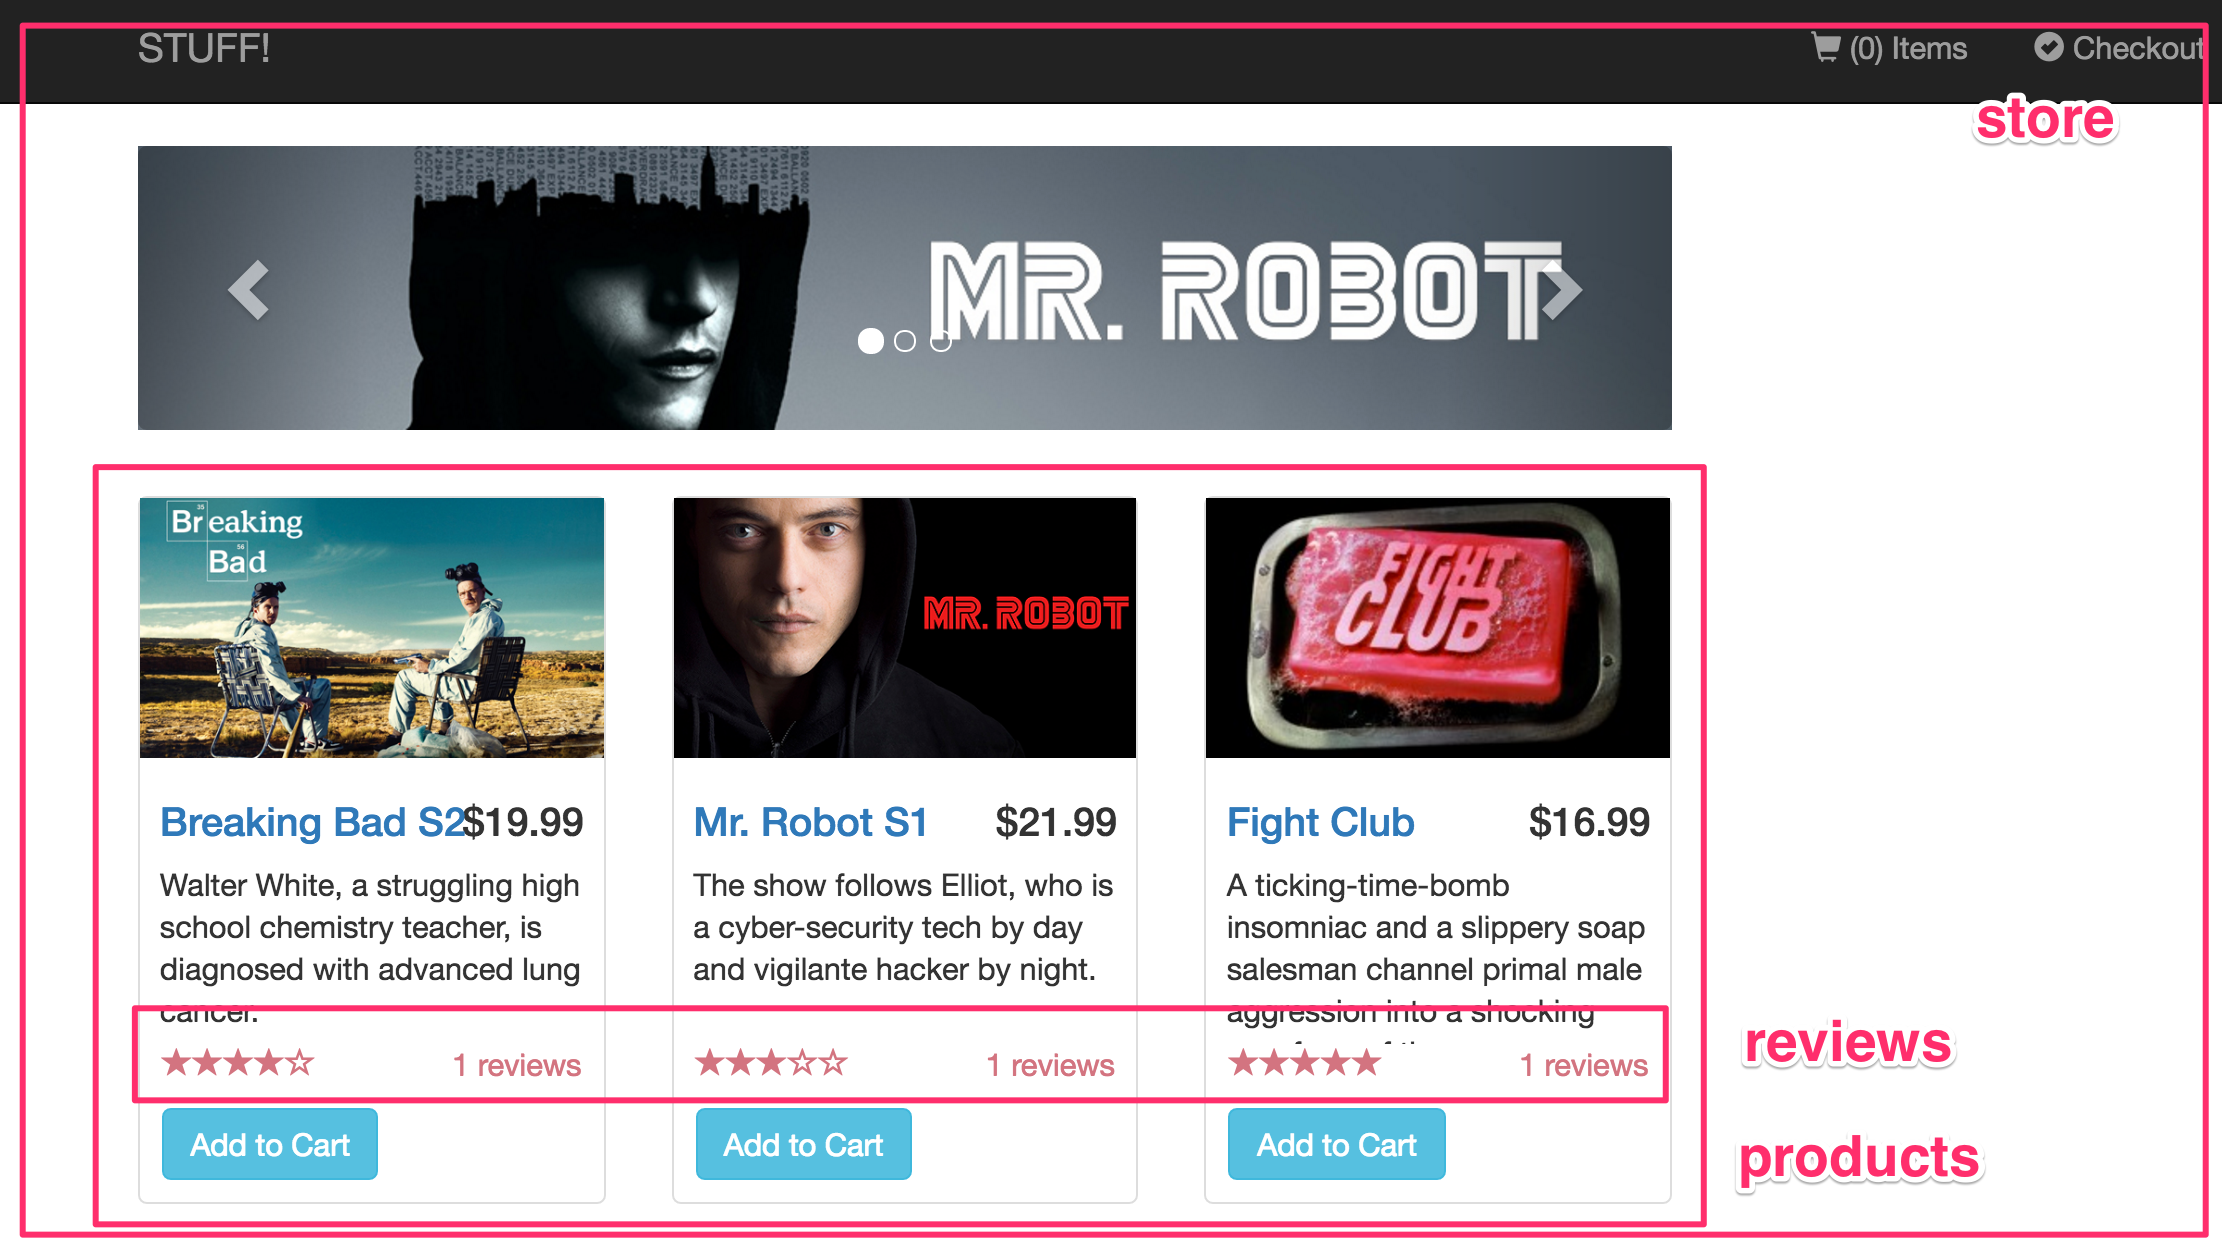 STUFF!
(0) Items
Checkout
store
MR. ROBOT
Breaking
Bad
MR. ROBOT
FIGHT
CLUB
Breaking Bad S2 $19.99
Walter White, a struggling high
school chemistry teacher, is
diagnosed with advanced lung
cancer.
1 reviews
Add to Cart
Mr. Robot S1 $21.99
The show follows Elliot, who is
a cyber-security tech by day
and vigilante hacker by night.
1 reviews
Add to Cart
Fight Club $16.99
A ticking-time-bomb
insomniac and a slippery soap
salesman channel primal male
aggression into a shocking
1 reviews
Add to Cart
reviews
products